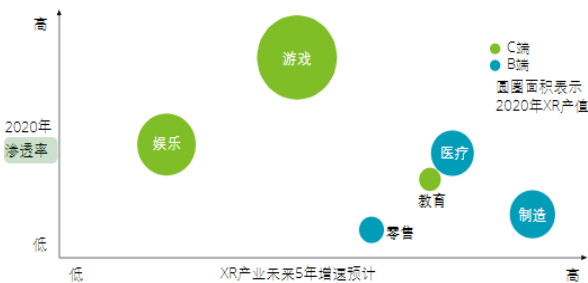 高
游戏
C端
B端
圆圈面积表示
2020年XR产值
2020年
渗透率
娱乐
医疗
教育
制造
零售
低
低
XR产业未来5年增速预计
高